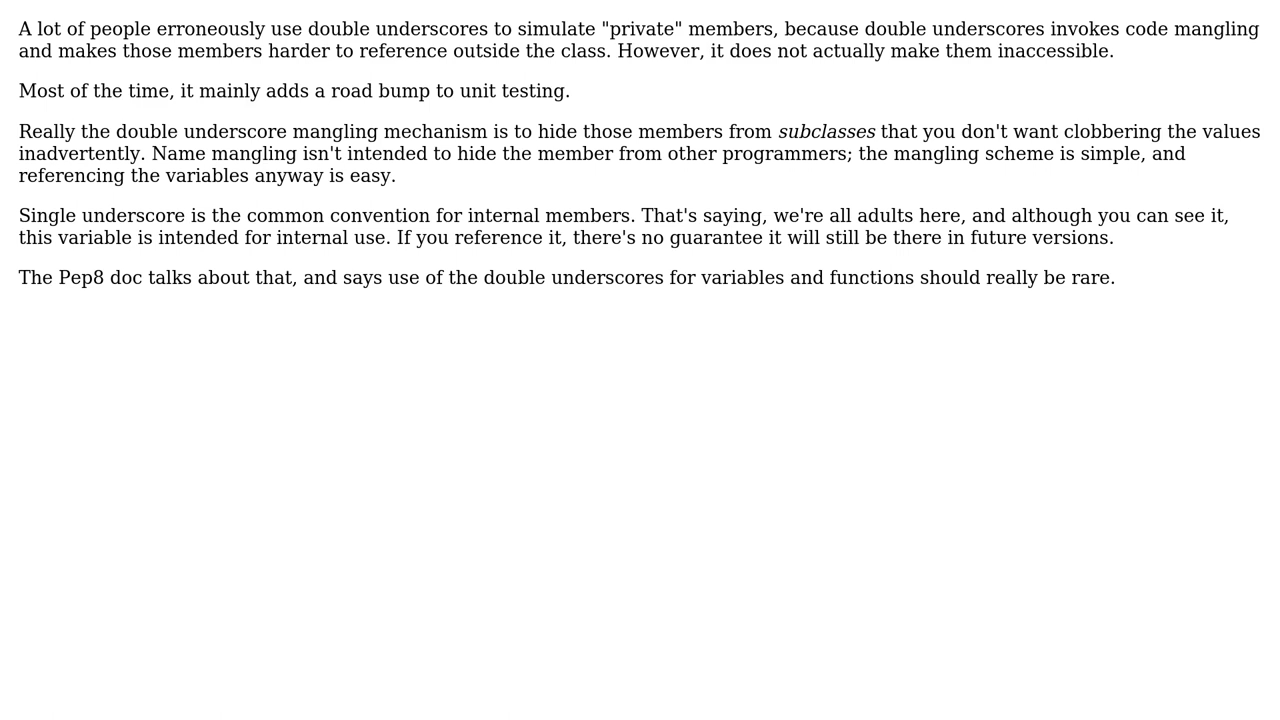 A lot of people erroneously use double underscores to simulate "private" members, because double underscores invokes code mangling
and makes those members harder to reference outside the class. However, it does not actually make them inaccessible.
Most of the time, it mainly adds a road bump to unit testing.
Really the double underscore mangling mechanism is to hide those members from subclasses that you don't want clobbering the values
inadvertently. Name mangling isn't intended to hide the member from other programmers; the mangling scheme is simple, and
referencing the variables anyway is easy.
Single underscore is the common convention for internal members. That's saying, we're all adults here, and although you can see it,
this variable is intended for internal use. If you reference it, there's no guarantee it will still be there in future versions.
The Pep8 doc talks about that, and says use of the double underscores for variables and functions should really be rare.